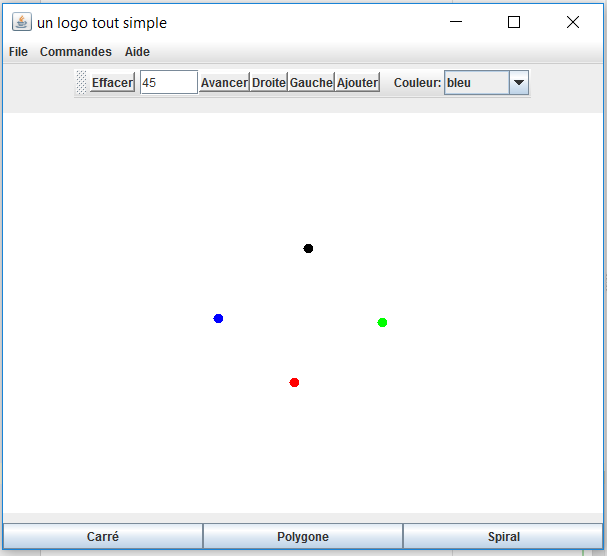 un logo tout simple
File Commandes Aide
Effacer 45 Avancer Droite Gauche Ajouter Couleur: bleu
Carré Polygone Spiral